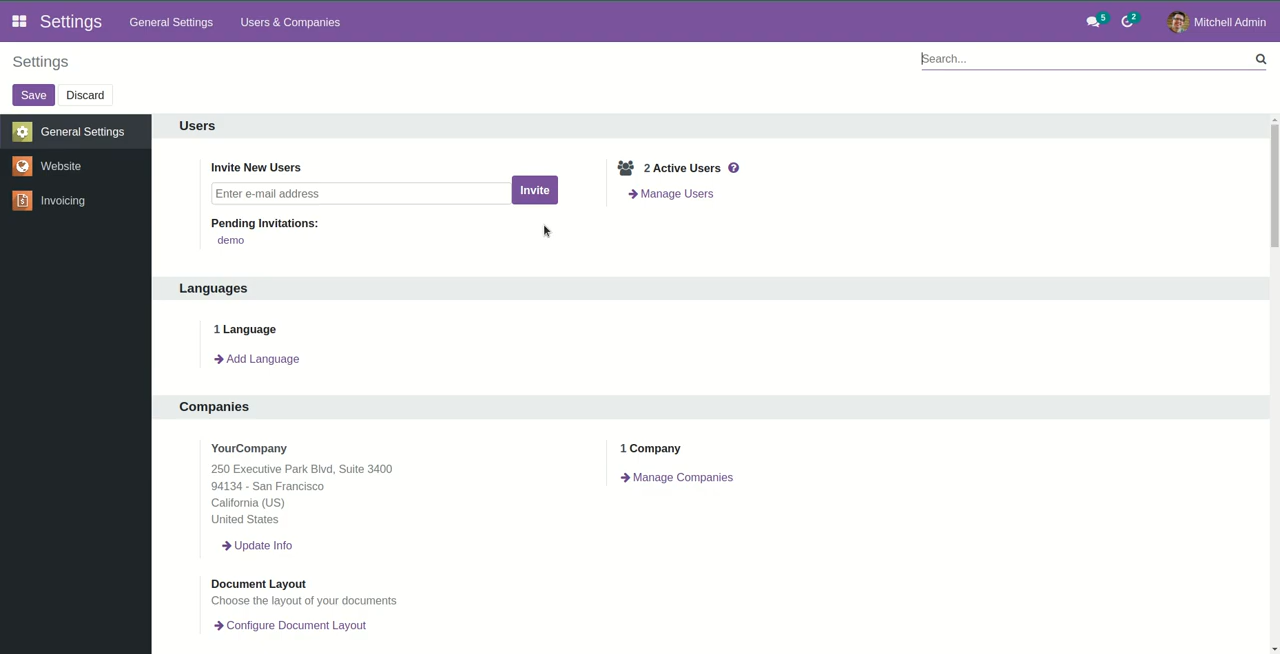 Settings General Settings Users & Companies 5 2 Mitchell Admin
Settings Search...
Save Discard
General Settings
Website
Invoicing
Users
Invite New Users
Enter e-mail address Invite
Pending Invitations:
demo
2 Active Users ?
Manage Users
Languages
1 Language
Add Language
Companies
YourCompany
250 Executive Park Blvd, Suite 3400
94134 - San Francisco
California (US)
United States
Update Info
1 Company
Manage Companies
Document Layout
Choose the layout of your documents
Configure Document Layout